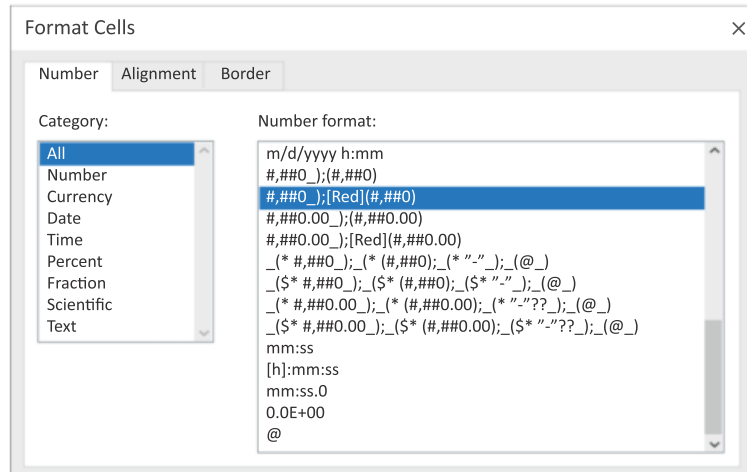 Format Cells
Number Alignment Border
Category:
All
Number
Currency
Date
Time
Percent
Fraction
Scientific
Text
Number format:
m/d/yyyy h:mm
#,##0_);(#,##0)
#,##0_);[Red](#,##0)
#,##0.00_);(#,##0.00)
#,##0.00_);[Red](#,##0.00)
_(* #,##0_);_(* (#,##0);_(* ”-”_);_(@_)
_($* #,##0_);_($* (#,##0);_($* ”-”_);_(@_)
_(* #,##0.00_);_(* (#,##0.00);_(* ”-”??_);_(@_)
_($* #,##0.00_);_($* (#,##0.00);_($* ”-”??_);_(@_)
mm:ss
[h]:mm:ss
mm:ss.0
0.0E+00
@